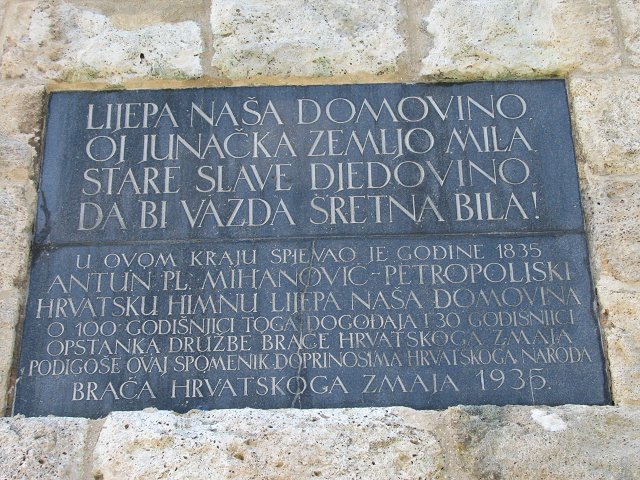 LIJEPA NAŠA DOMOVINO,
OJ JUNAČKA ZEMLJO MILA,
STARE SLAVE DJEDOVINO,
DA BI VAZDA SRETNA BILA!
U OVOM KRAJU SPJEVAO JE GODINE 1835
ANTUN PL. MIHANOVIĆ-PETROPOLJSKI
HRVATSKU HIMNU LIJEPA NAŠA DOMOVINA
O 100 GODIŠNJICI TOGA DOGOĐAJA I 30 GODIŠNJICI
OPSTANKA DRUŽBE BRAĆE HRVATSKOGA ZMAJA
PODIGOŠE OVAJ SPOMENIK DOPRINOSIMA HRVATSKOGA NARODA
BRAĆA HRVATSKOGA ZMAJA 1935.